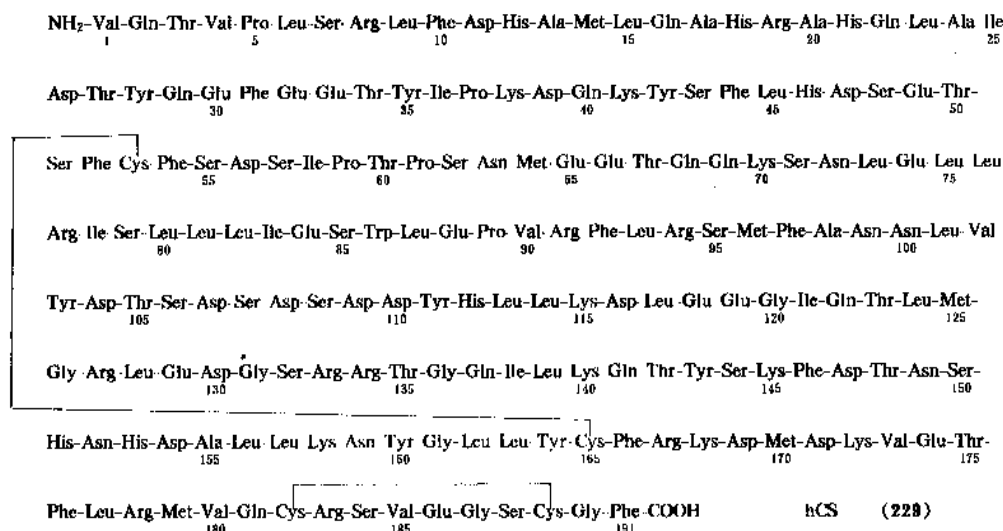 NH₂-Val-Gln-Thr-Val-Pro-Leu-Ser-Arg-Leu-Phe-Asp-His-Ala-Met-Leu-Gln-Ala-His-Arg-Ala-His-Gln Leu-Ala Ile
1 5 10 15 20 25
Asp-Thr-Tyr-Gln-Glu Phe Glu Glu-Thr-Tyr-Ile-Pro-Lys-Asp-Gln-Lys-Tyr-Ser Phe Leu-His Asp-Ser-Glu-Thr-
30 35 40 45 50
Ser Phe Cys Phe-Ser-Asp-Ser-Ile-Pro-Thr-Pro-Ser Asn Met-Glu-Glu Thr-Gln-Gln-Lys-Ser-Asn-Leu-Glu Leu Leu
55 60 65 70 75
Arg Ile Ser-Leu-Leu-Leu-Ile-Glu-Ser-Trp-Leu-Glu-Pro Val Arg Phe-Leu-Arg-Ser-Met-Phe-Ala-Asn-Asn-Leu-Val
80 85 90 95 100
Tyr-Asp-Thr-Ser-Asp-Ser Asp-Ser-Asp-Asp-Tyr-His-Leu-Leu-Lys-Asp Leu-Glu Glu-Gly-Ile-Gln-Thr-Leu-Met-
105 110 115 120 125
Gly Arg-Leu-Glu-Asp-Gly-Ser-Arg-Arg-Thr-Gly-Gln-Ile-Leu Lys Gln Thr-Tyr-Ser-Lys-Phe-Asp-Thr-Asn-Ser-
130 135 140 145 150
His-Asn-His-Asp-Ala-Leu Leu Lys Asn Tyr Gly-Leu Leu Tyr-Cys-Phe-Arg-Lys-Asp-Met-Asp-Lys-Val-Glu-Thr-
155 160 165 170 175
Phe-Leu-Arg-Met-Val-Gln-Cys-Arg-Ser-Val-Glu-Gly-Ser-Cys-Gly-Phe-COOH hCS (229)
180 185 191